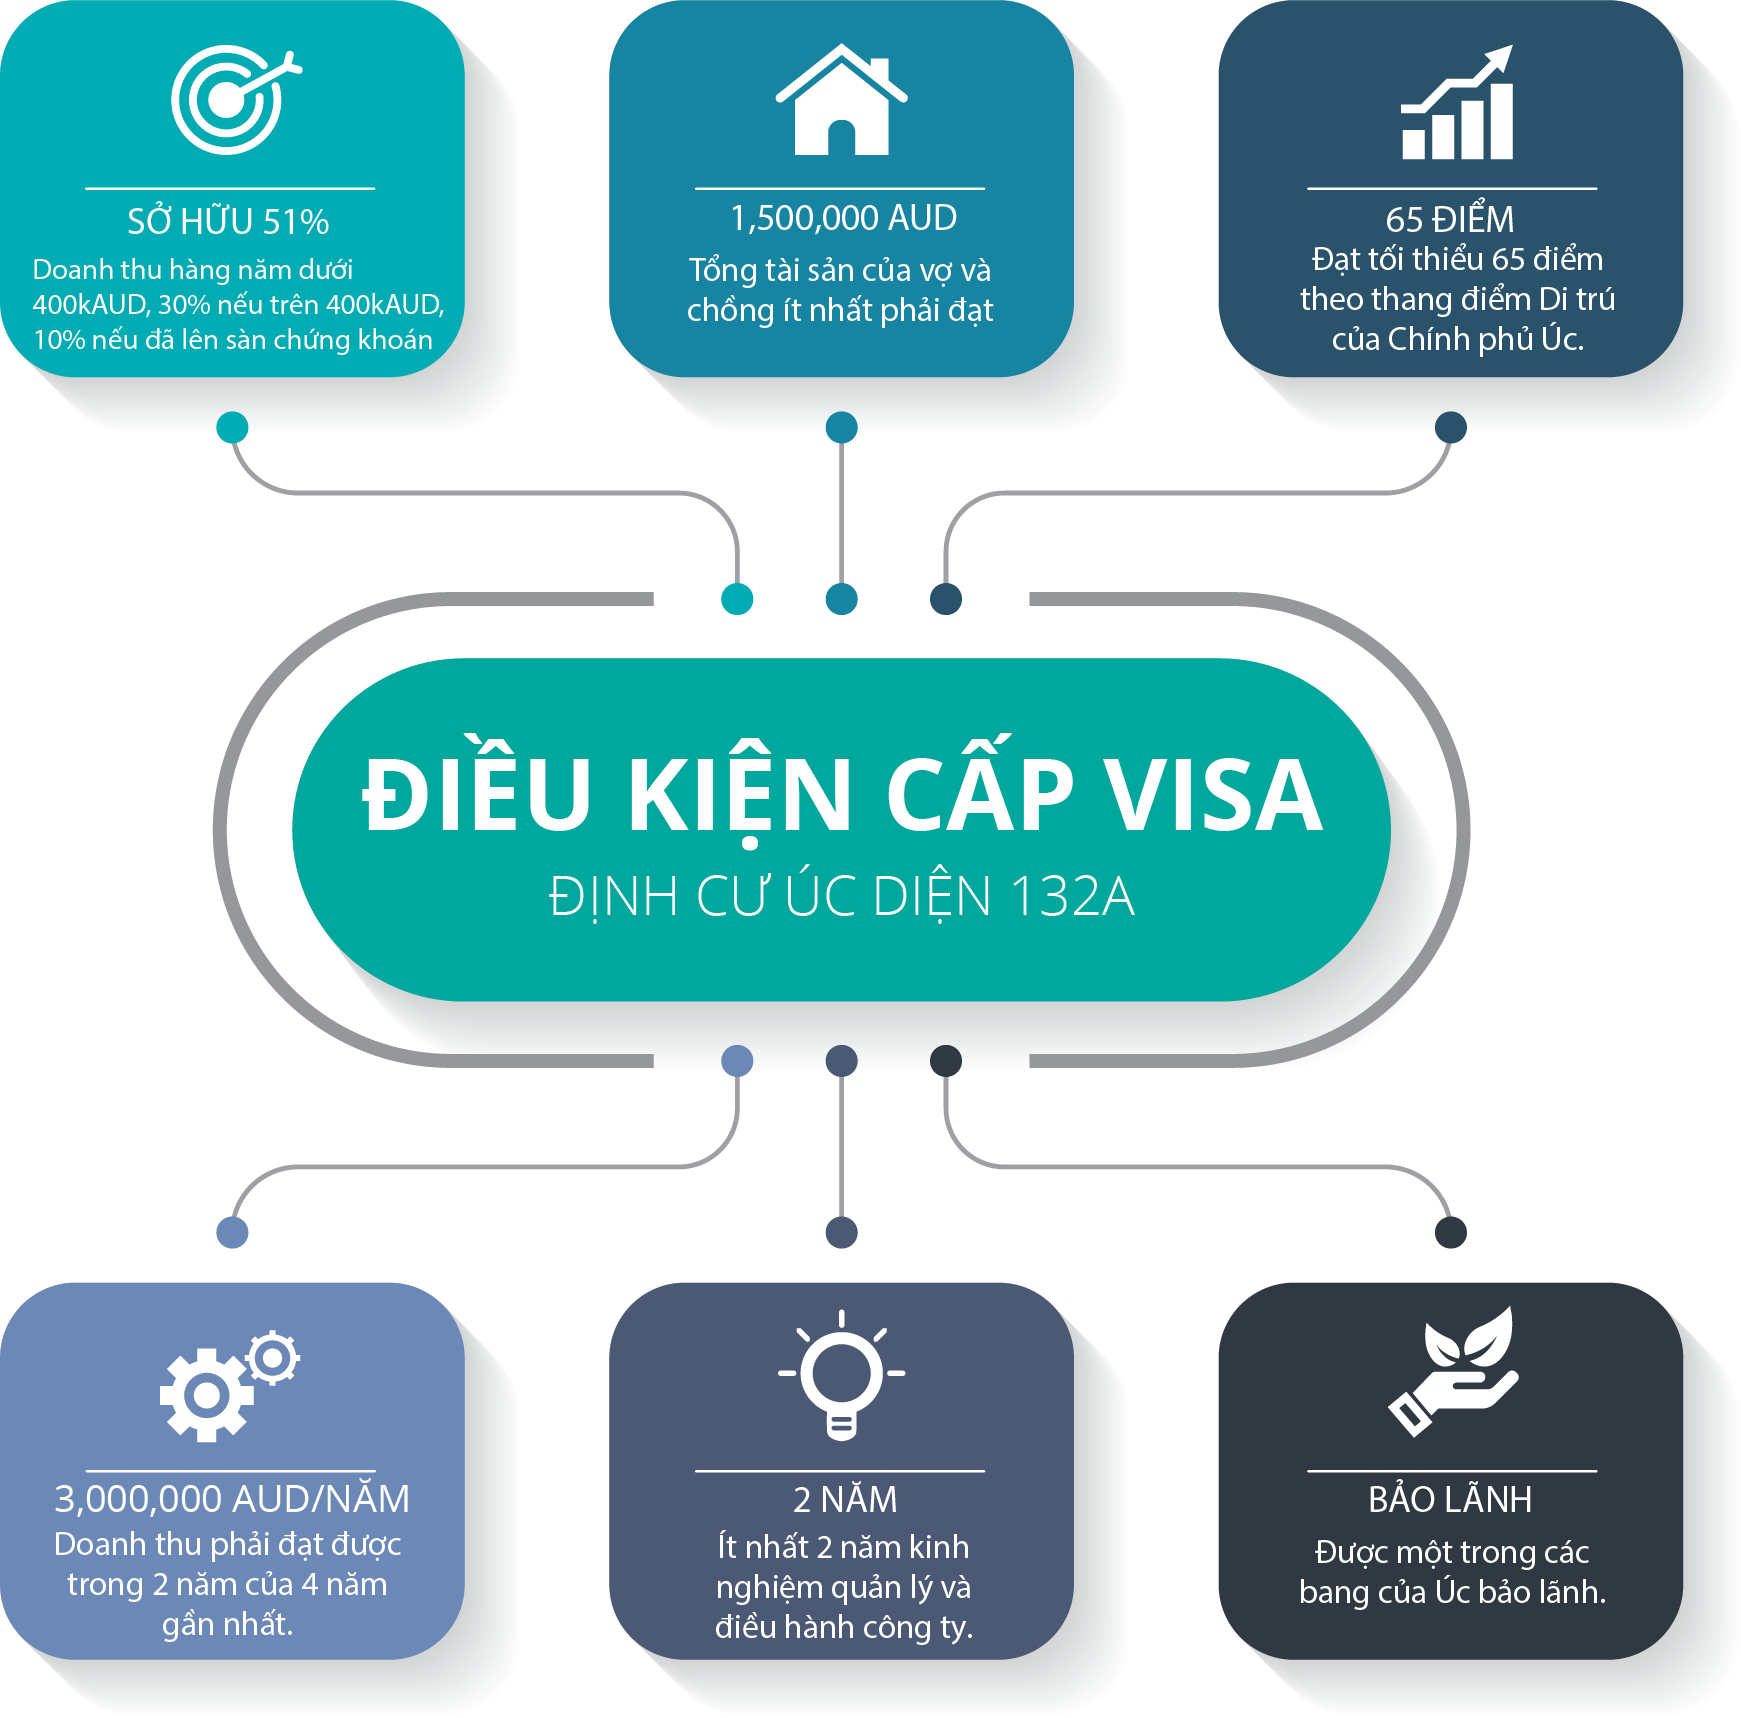 SỞ HỮU 51%
Doanh thu hàng năm dưới
400kAUD, 30% nếu trên 400kAUD,
10% nếu đã lên sàn chứng khoán
1,500,000 AUD
Tổng tài sản của vợ và
chồng ít nhất phải đạt
65 ĐIỂM
Đạt tối thiểu 65 điểm
theo thang điểm Di trú
của Chính phủ Úc.
ĐIỀU KIỆN CẤP VISA
ĐỊNH CƯ ÚC DIỆN 132A
3,000,000 AUD/NĂM
Doanh thu phải đạt được
trong 2 năm của 4 năm
gần nhất.
2 NĂM
Ít nhất 2 năm kinh
nghiệm quản lý và
điều hành công ty.
BẢO LÃNH
Được một trong các
bang của Úc bảo lãnh.